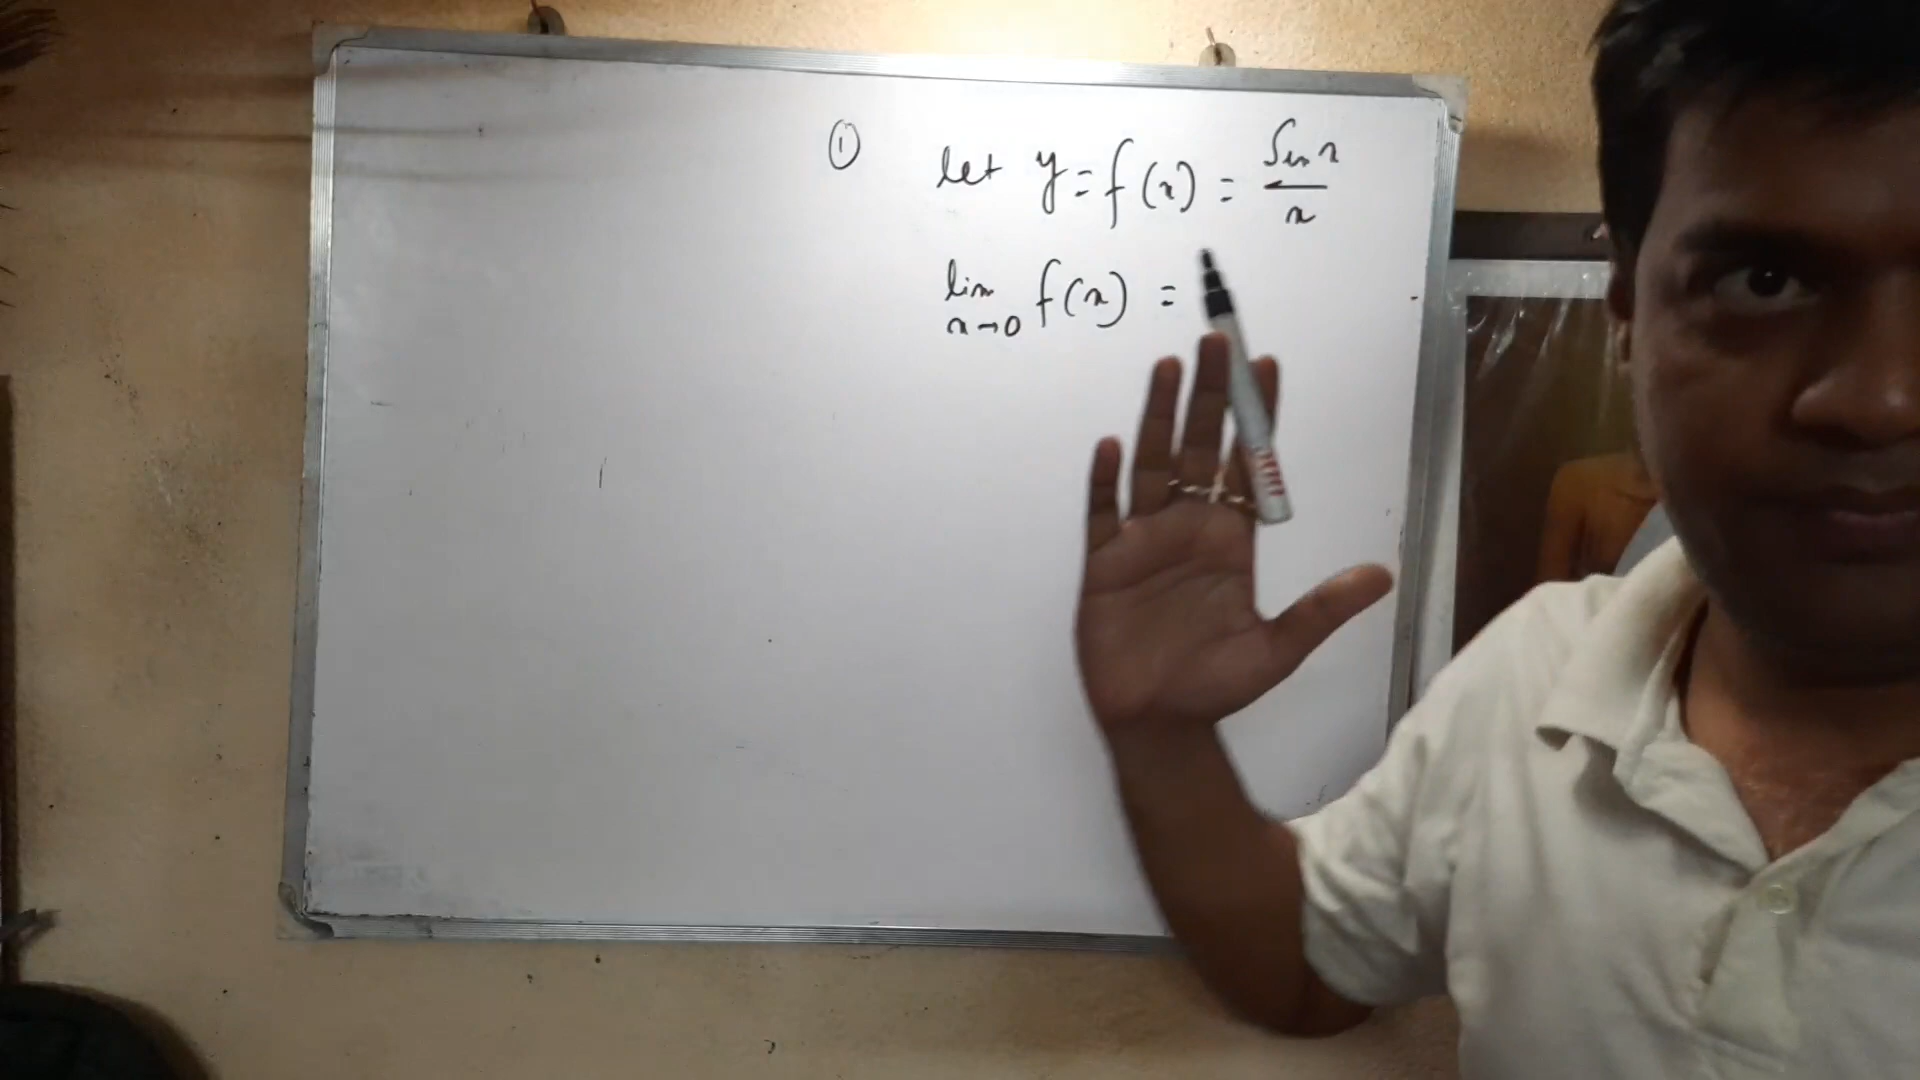 ① let y = f(x) = Sin x / x
lim x→0 f(x) =